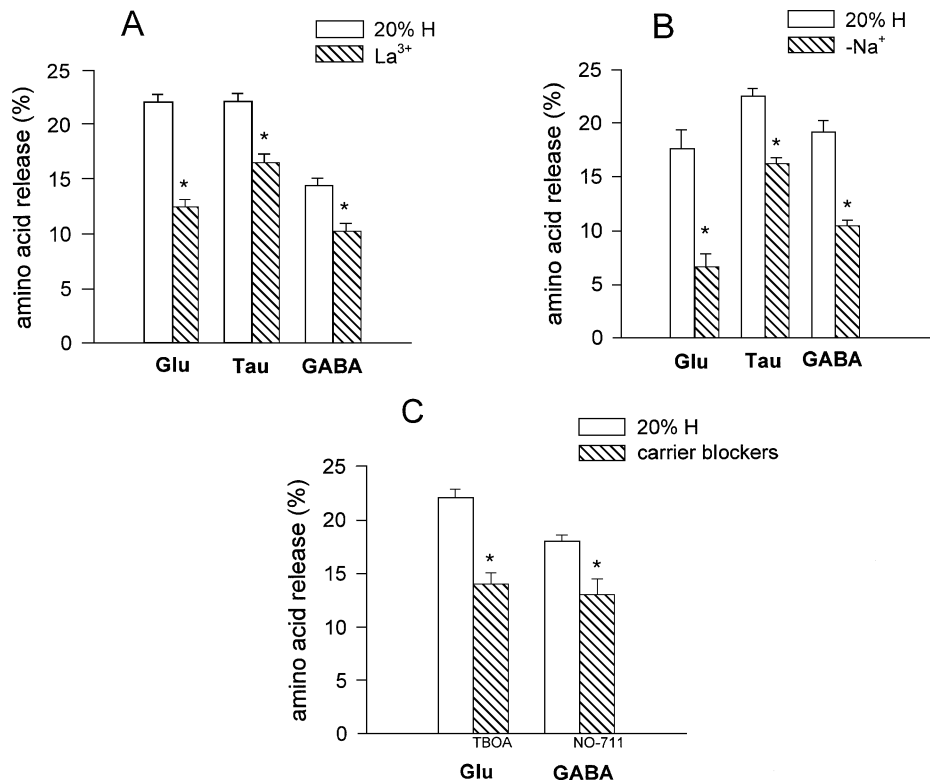 A
20% H
La³⁺
amino acid release (%)
25
20
15
10
5
0
*
*
*
Glu Tau GABA
B
20% H
-Na⁺
amino acid release (%)
25
20
15
10
5
0
*
*
*
Glu Tau GABA
C
20% H
carrier blockers
amino acid release (%)
25
20
15
10
5
0
*
*
TBOA NO-711
Glu GABA